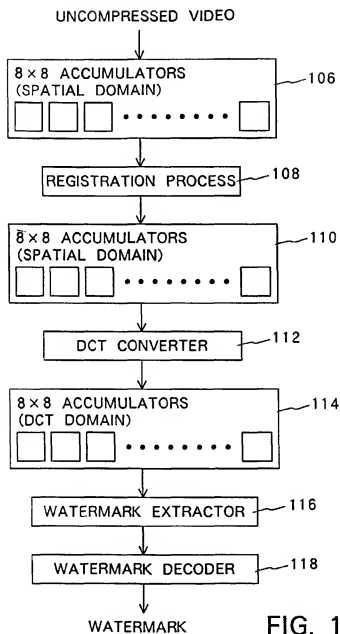 UNCOMPRESSED VIDEO
8×8 ACCUMULATORS
(SPATIAL DOMAIN)
106
REGISTRATION PROCESS
108
8×8 ACCUMULATORS
(SPATIAL DOMAIN)
110
DCT CONVERTER
112
8×8 ACCUMULATORS
(DCT DOMAIN)
114
WATERMARK EXTRACTOR
116
WATERMARK DECODER
118
WATERMARK
FIG. 1